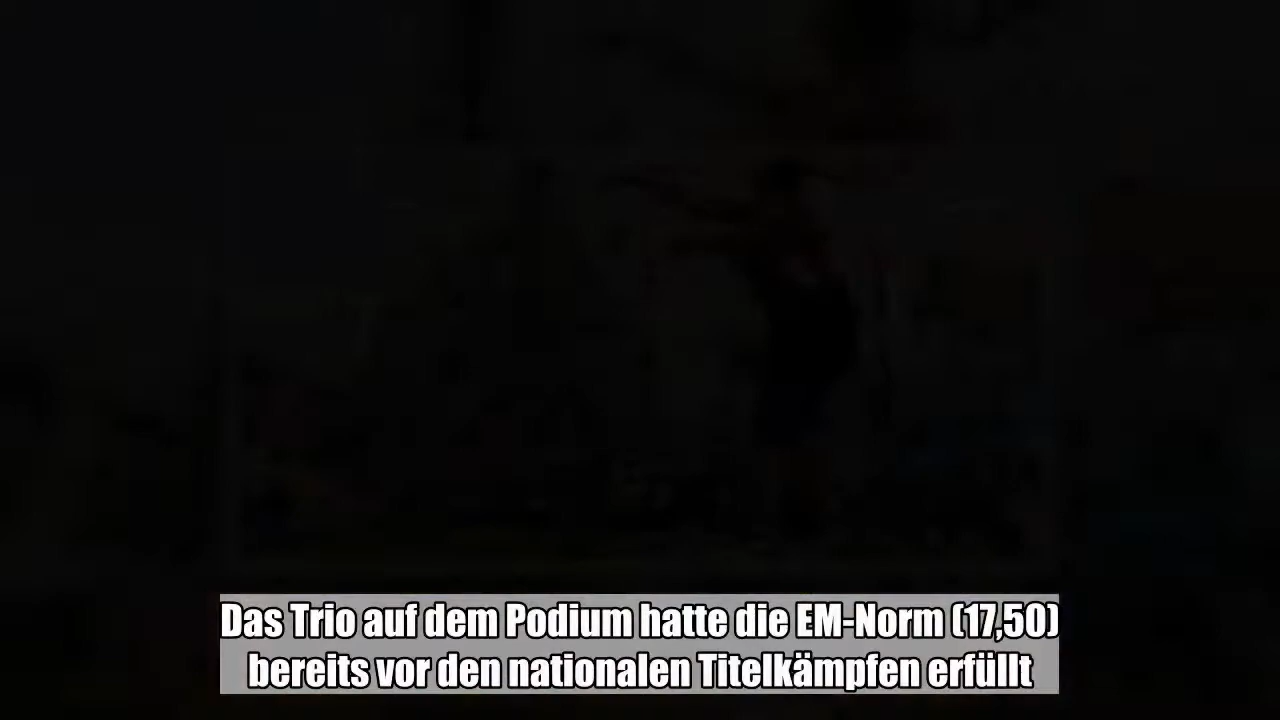 Das Trio auf dem Podium hatte die EM-Norm (17,50)
bereits vor den nationalen Titelkämpfen erfüllt